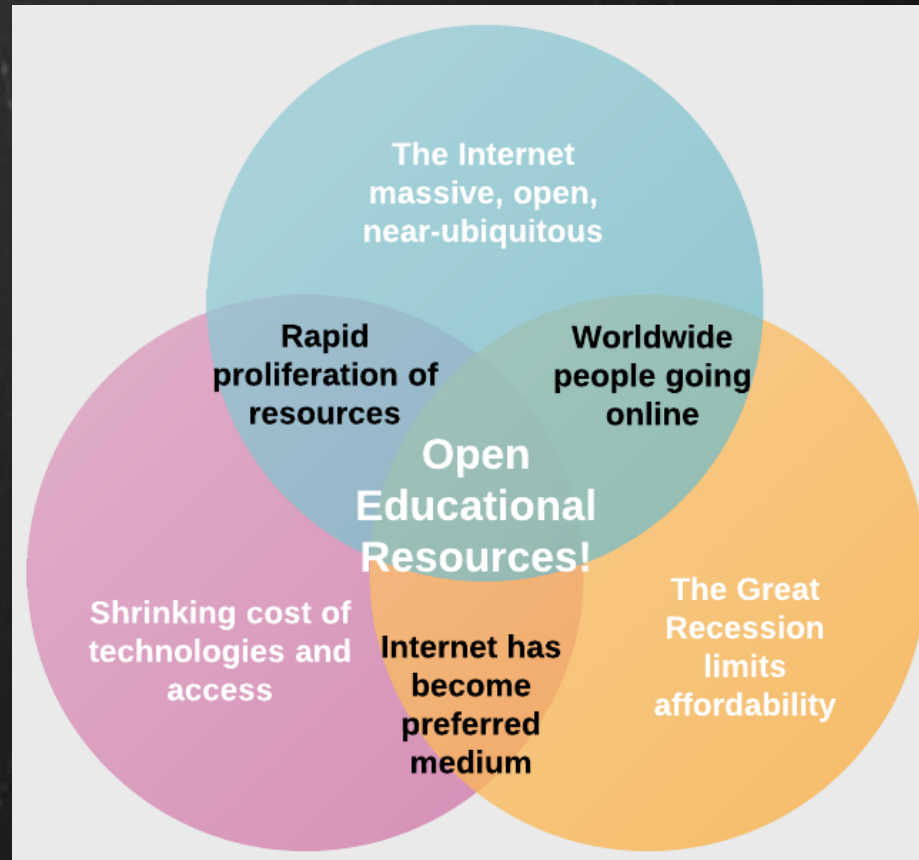 The Internet
massive, open,
near-ubiquitous
Rapid
proliferation of
resources
Worldwide
people going
online
Open
Educational
Resources!
Shrinking cost of
technologies and
access
Internet has
become
preferred
medium
The Great
Recession
limits
affordability